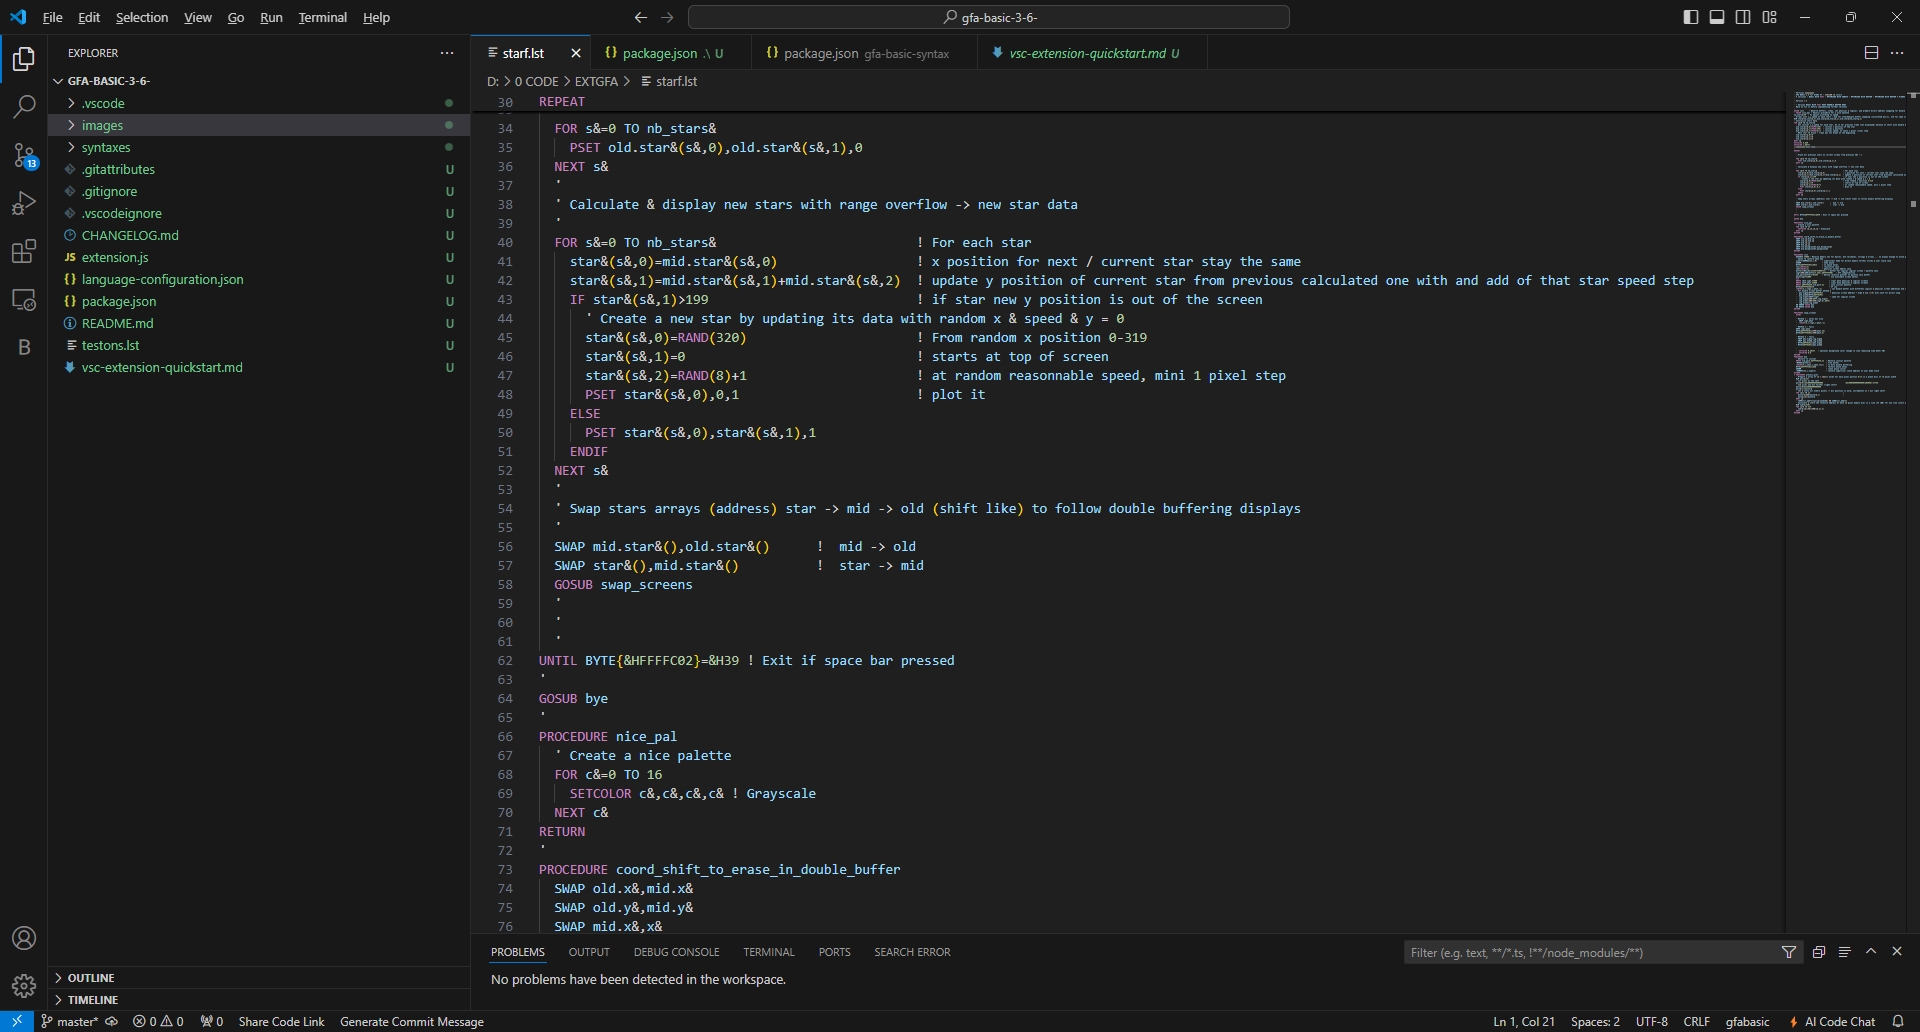 File Edit Selection View Go Run Terminal Help
gfa-basic-3-6-
EXPLORER
starf.lst
package.json .\ U
package.json gfa-basic-syntax
vsc-extension-quickstart.md U
GFA-BASIC-3-6-
D: > 0 CODE > EXTGFA > starf.lst
.vscode
images
syntaxes
.gitattributes U
.gitignore U
.vscodeignore U
CHANGELOG.md U
JS extension.js U
{} language-configuration.json U
{} package.json U
README.md U
testons.lst U
vsc-extension-quickstart.md U
13
B
OUTLINE
TIMELINE
30 REPEAT
34 FOR s&=0 TO nb_stars&
35 PSET old.star&(s&,0),old.star&(s&,1),0
36 NEXT s&
37 '
38 ' Calculate & display new stars with range overflow -> new star data
39 '
40 FOR s&=0 TO nb_stars& ! For each star
41 star&(s&,0)=mid.star&(s&,0) ! x position for next / current star stay the same
42 star&(s&,1)=mid.star&(s&,1)+mid.star&(s&,2) ! update y position of current star from previous calculated one with and add of that star speed step
43 IF star&(s&,1)>199 ! if star new y position is out of the screen
44 ' Create a new star by updating its data with random x & speed & y = 0
45 star&(s&,0)=RAND(320) ! From random x position 0-319
46 star&(s&,1)=0 ! starts at top of screen
47 star&(s&,2)=RAND(8)+1 ! at random reasonnable speed, mini 1 pixel step
48 PSET star&(s&,0),0,1 ! plot it
49 ELSE
50 PSET star&(s&,0),star&(s&,1),1
51 ENDIF
52 NEXT s&
53 '
54 ' Swap stars arrays (address) star -> mid -> old (shift like) to follow double buffering displays
55 '
56 SWAP mid.star&(),old.star&() ! mid -> old
57 SWAP star&(),mid.star&() ! star -> mid
58 GOSUB swap_screens
59 '
60 '
61 '
62 UNTIL BYTE{&HFFFFFC02}=&H39 ! Exit if space bar pressed
63 '
64 GOSUB bye
65 '
66 PROCEDURE nice_pal
67 ' Create a nice palette
68 FOR c&=0 TO 16
69 SETCOLOR c&,c&,c&,c& ! Grayscale
70 NEXT c&
71 RETURN
72 '
73 PROCEDURE coord_shift_to_erase_in_double_buffer
74 SWAP old.x&,mid.x&
75 SWAP old.y&,mid.y&
76 SWAP mid.x&,x&
PROBLEMS OUTPUT DEBUG CONSOLE TERMINAL PORTS SEARCH ERROR
Filter (e.g. text, **/*.ts, !**/node_modules/**)
No problems have been detected in the workspace.
master* 0 0 0 Share Code Link Generate Commit Message
Ln 1, Col 21 Spaces: 2 UTF-8 CRLF gfabasic AI Code Chat